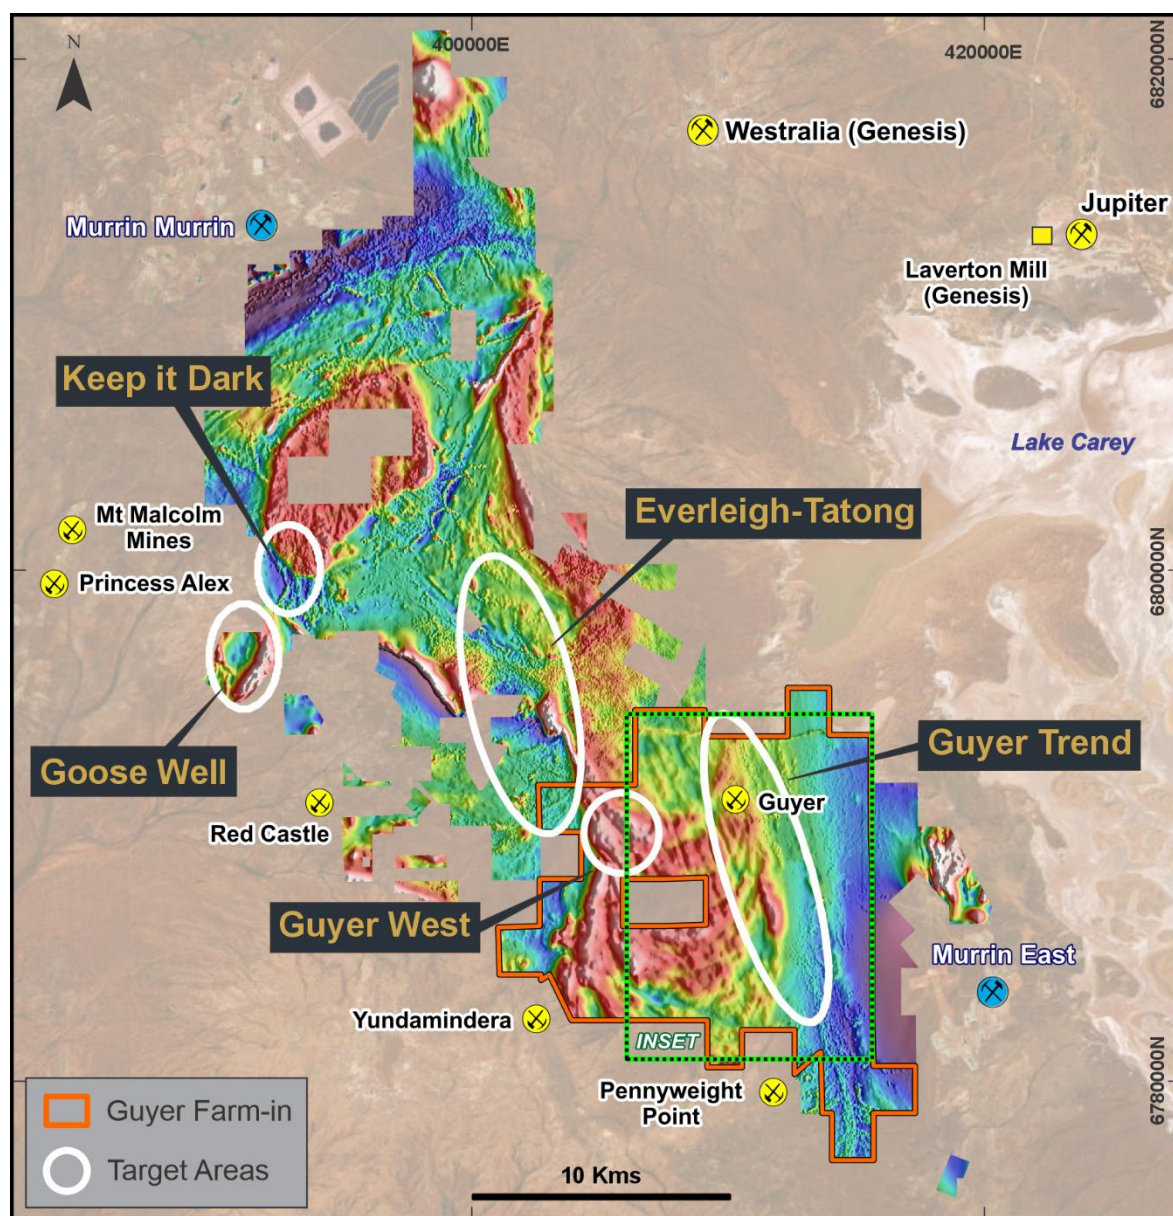 N
400000E
420000E
6820000N
Westralia (Genesis)
Murrin Murrin
Jupiter
Laverton Mill
(Genesis)
Keep it Dark
Lake Carey
Everleigh-Tatong
Mt Malcolm
Mines
Princess Alex
6800000N
Goose Well
Guyer Trend
Guyer
Red Castle
Guyer West
Murrin East
Yundamindera
INSET
Pennyweight
Point
6780000N
Guyer Farm-in
Target Areas
10 Kms